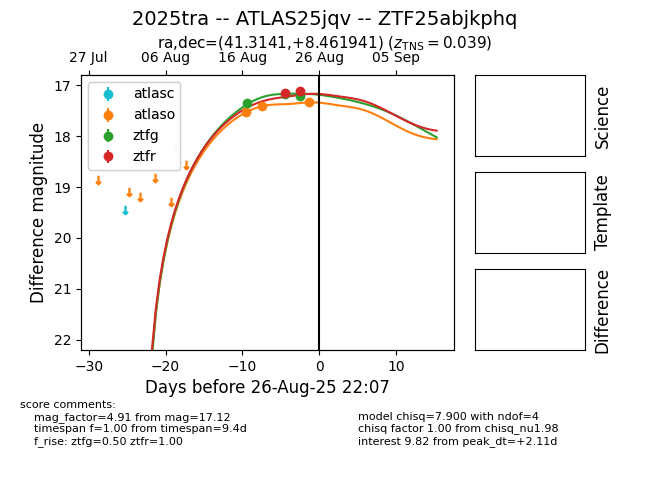 2025tra -- ATLAS25jqv -- ZTF25abjkphq
ra,dec=(41.3141,+8.461941) (zTNS = 0.039)
27 Jul 06 Aug 16 Aug 26 Aug 05 Sep
atlasc
atlaso
ztfg
ztfr
17
18
19
20
21
22
Difference magnitude
−30 −20 −10 0 10
Days before 26-Aug-25 22:07
Science
Template
Difference
score comments:
mag_factor=4.91 from mag=17.12
timespan f=1.00 from timespan=9.4d
f_rise: ztfg=0.50 ztfr=1.00
model chisq=7.900 with ndof=4
chisq factor 1.00 from chisq_nu1.98
interest 9.82 from peak_dt=+2.11d